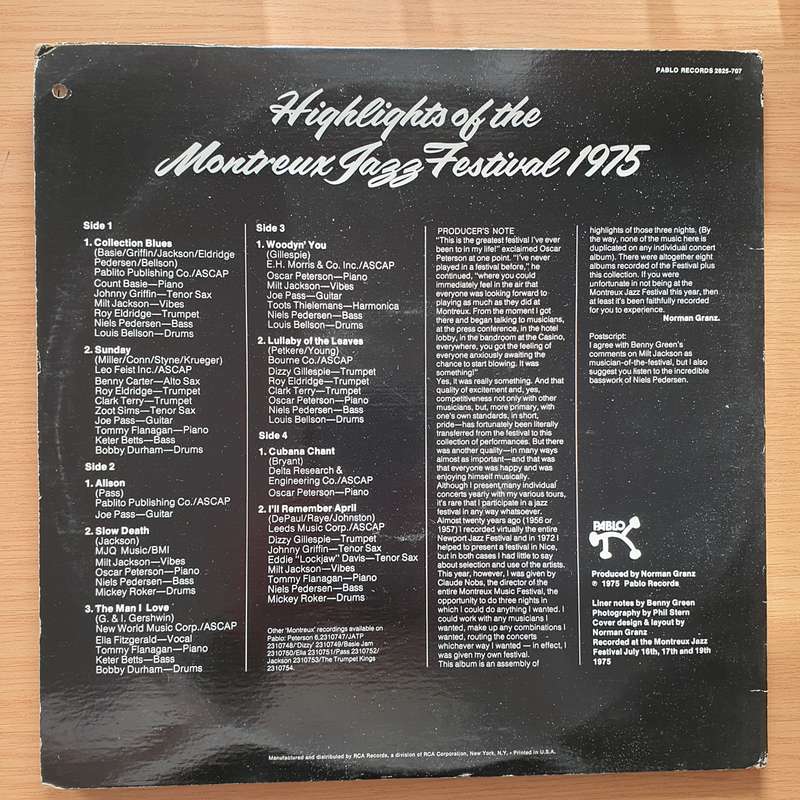 PABLO RECORDS 2625-707
Highlights of the
Montreux Jazz Festival 1975
Side 1
1. Collection Blues
(Basie/Griffin/Jackson/Eldridge
Pedersen/Bellson)
Pablito Publishing Co./ASCAP
Count Basie—Piano
Johnny Griffin—Tenor Sax
Milt Jackson—Vibes
Roy Eldridge—Trumpet
Niels Pedersen—Bass
Louis Bellson—Drums
2. Sunday
(Miller/Conn/Styne/Krueger)
Leo Feist Inc./ASCAP
Benny Carter—Alto Sax
Roy Eldridge—Trumpet
Clark Terry—Trumpet
Zoot Sims—Tenor Sax
Joe Pass—Guitar
Tommy Flanagan—Piano
Keter Betts—Bass
Bobby Durham—Drums
Side 2
1. Alison
(Pass)
Pablito Publishing Co./ASCAP
Joe Pass—Guitar
2. Slow Death
(Jackson)
MJQ Music/BMI
Milt Jackson—Vibes
Oscar Peterson—Piano
Niels Pedersen—Bass
Mickey Roker—Drums
3. The Man I Love
(G. & I. Gershwin)
New World Music Corp./ASCAP
Ella Fitzgerald—Vocal
Tommy Flanagan—Piano
Keter Betts—Bass
Bobby Durham—Drums
Side 3
1. Woodyn' You
(Gillespie)
E.H. Morris & Co. Inc./ASCAP
Oscar Peterson—Piano
Milt Jackson—Vibes
Joe Pass—Guitar
Toots Thielemans—Harmonica
Niels Pedersen—Bass
Louis Bellson—Drums
2. Lullaby of the Leaves
(Petkere/Young)
Bourne Co./ASCAP
Dizzy Gillespie—Trumpet
Roy Eldridge—Trumpet
Clark Terry—Trumpet
Oscar Peterson—Piano
Niels Pedersen—Bass
Louis Bellson—Drums
Side 4
1. Cubana Chant
(Bryant)
Delta Research &
Engineering Co./ASCAP
Oscar Peterson—Piano
2. I'll Remember April
(DePaul/Raye/Johnston)
Leeds Music Corp./ASCAP
Dizzy Gillespie—Trumpet
Johnny Griffin—Tenor Sax
Eddie "Lockjaw" Davis—Tenor Sax
Milt Jackson—Vibes
Tommy Flanagan—Piano
Niels Pedersen—Bass
Mickey Roker—Drums
Other 'Montreux' recordings available on
Pablo: Peterson 6,2310747/JATP
2310748/'Dizzy' 2310749/Basie Jam
2310750/Ella 2310751/Pass 2310752/
Jackson 2310753/The Trumpet Kings
2310754.
PRODUCER'S NOTE
"This is the greatest festival I've ever
been to in my life!" exclaimed Oscar
Peterson at one point. "I've never
played in a festival before," he
continued, "where you could
immediately feel in the air that
everyone was looking forward to
playing as much as they did at
Montreux. From the moment I got
there and began talking to musicians,
at the press conference, in the hotel
lobby, in the bandroom at the Casino,
everywhere, you got the feeling of
everyone anxiously awaiting the
chance to start blowing. It was
something!"
Yes, it was really something. And that
quality of excitement and, yes,
competitiveness not only with other
musicians, but, more primary, with
one's own standards, in short,
pride—has fortunately been literally
transferred from the festival to this
collection of performances. But there
was another quality—in many ways
almost as important—and that was
that everyone was happy and was
enjoying himself musically.
Although I present many individual
concerts yearly with my various tours,
it's rare that I participate in a jazz
festival in any way whatsoever.
Almost twenty years ago (1956 or
1957) I recorded virtually the entire
Newport Jazz Festival and in 1972 I
helped to present a festival in Nice,
but in both cases I had little to say
about selection and use of the artists.
This year, however, I was given by
Claude Nobs, the director of the
entire Montreux Music Festival, the
opportunity to do three nights in
which I could do anything I wanted. I
could work with any musicians I
wanted, make up any combinations I
wanted, routing the concerts
whichever way I wanted — in effect, I
was given my own festival.
This album is an assembly of
highlights of those three nights. (By
the way, none of the music here is
duplicated on any individual concert
album). There were altogether eight
albums recorded of the Festival plus
this collection. If you were
unfortunate in not being at the
Montreux Jazz Festival this year, then
at least it's been faithfully recorded
for you to experience.
Norman Granz.
Postscript:
I agree with Benny Green's
comments on Milt Jackson as
musician-of-the-festival, but I also
suggest you listen to the incredible
basswork of Niels Pedersen.
PABLO
Produced by Norman Granz
℗ 1975 Pablo Records
Liner notes by Benny Green
Photography by Phil Stern
Cover design & layout by
Norman Granz
Recorded at the Montreux Jazz
Festival July 16th, 17th and 19th
1975
Manufactured and distributed by RCA Records, a division of RCA Corporation, New York, N.Y. • Printed in U.S.A.